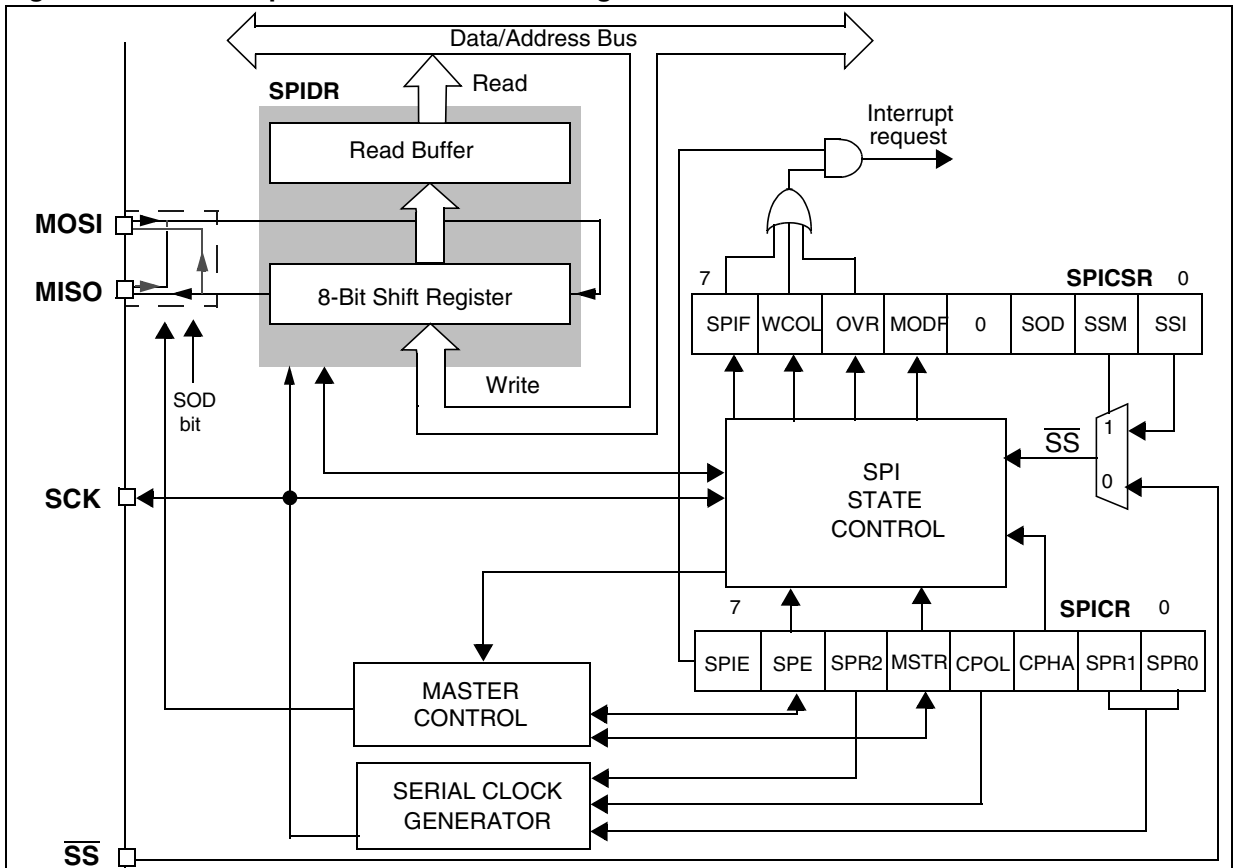 Data/Address Bus
SPIDR
Read
Read Buffer
Interrupt
request
MOSI
MISO
8-Bit Shift Register
Write
SOD
bit
7
SPICSR
0
SPIF WCOL OVR MODF 0 SOD SSM SSI
1
SS
0
SPI
STATE
CONTROL
SCK
7
SPICR
0
SPIE SPE SPR2 MSTR CPOL CPHA SPR1 SPR0
MASTER
CONTROL
SERIAL CLOCK
GENERATOR
SS